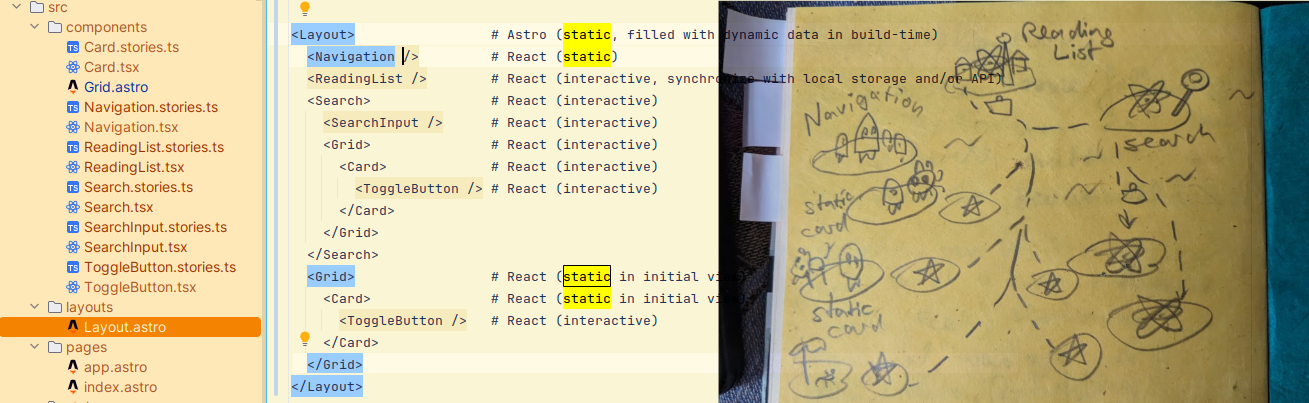 src
components
Card.stories.ts
Card.tsx
Grid.astro
Navigation.stories.ts
Navigation.tsx
ReadingList.stories.ts
ReadingList.tsx
Search.stories.ts
Search.tsx
SearchInput.stories.ts
SearchInput.tsx
ToggleButton.stories.ts
ToggleButton.tsx
layouts
Layout.astro
pages
app.astro
index.astro
<Layout> # Astro (static, filled with dynamic data in build-time)
<Navigation /> # React (static)
<ReadingList /> # React (interactive, synchronize with local storage and/or API)
<Search> # React (interactive)
<SearchInput /> # React (interactive)
<Grid> # React (interactive)
<Card> # React (interactive)
<ToggleButton /> # React (interactive)
</Card>
</Grid>
</Search>
<Grid> # React (static in initial
<Card> # React (static in initial
<ToggleButton /> # React (interactive)
</Card>
</Grid>
</Layout>
Reading
List
Navigation
search
static
card
static
card